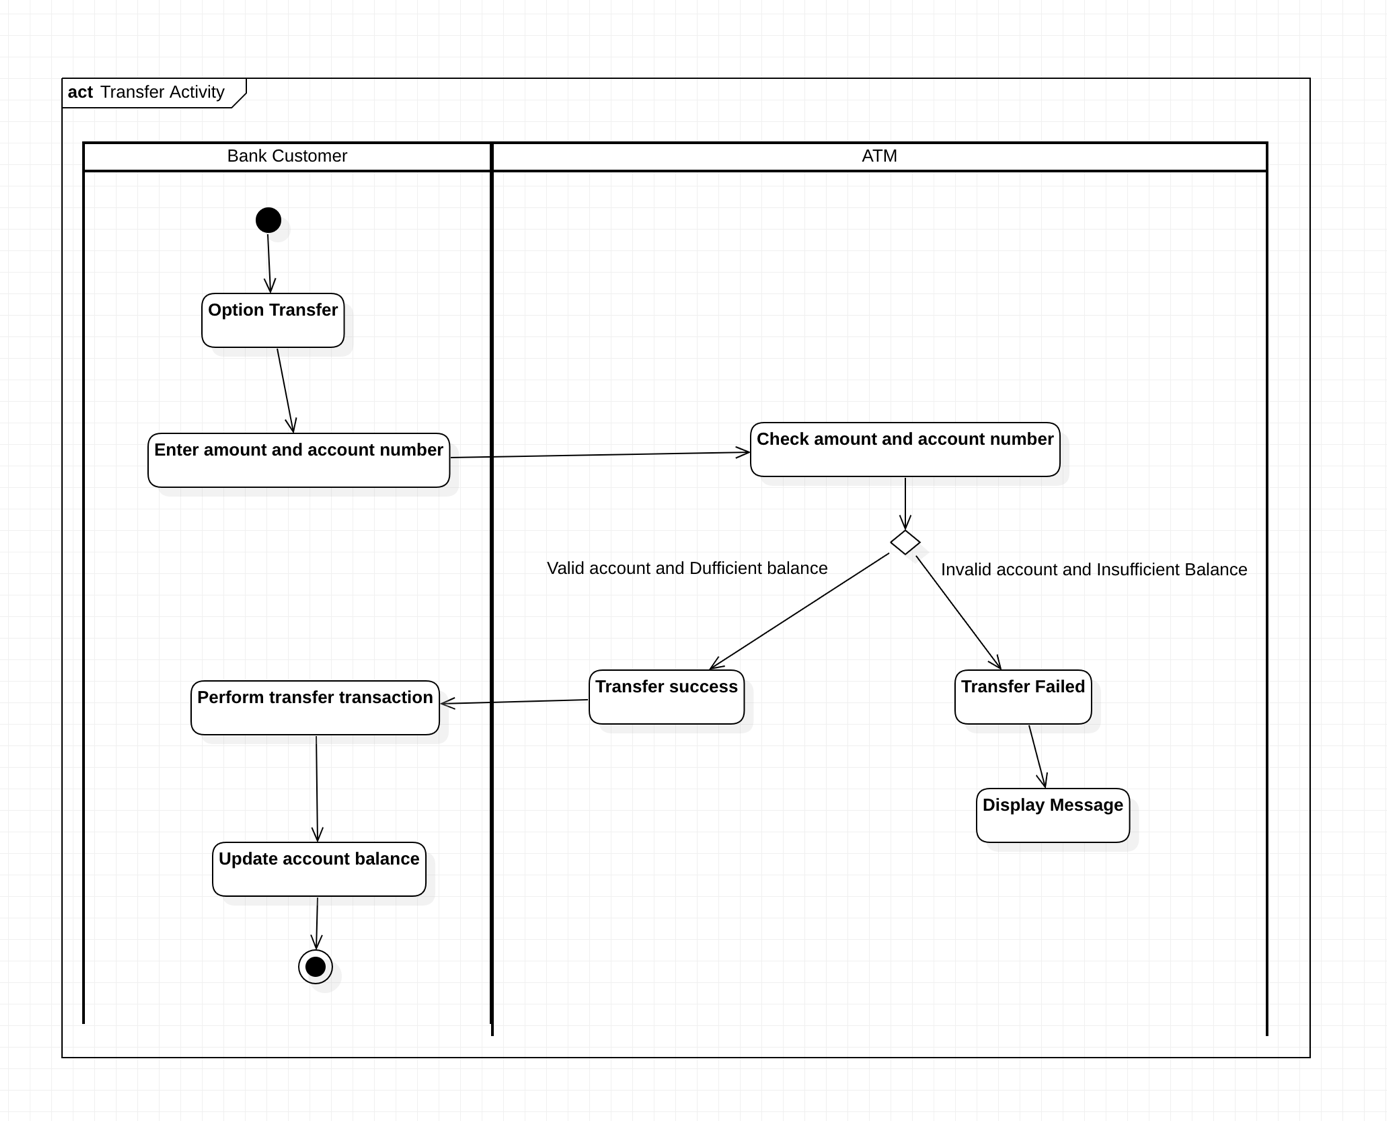 act Transfer Activity
Bank Customer
ATM
Option Transfer
Enter amount and account number
Check amount and account number
Valid account and Dufficient balance
Invalid account and Insufficient Balance
Perform transfer transaction
Transfer success
Transfer Failed
Display Message
Update account balance